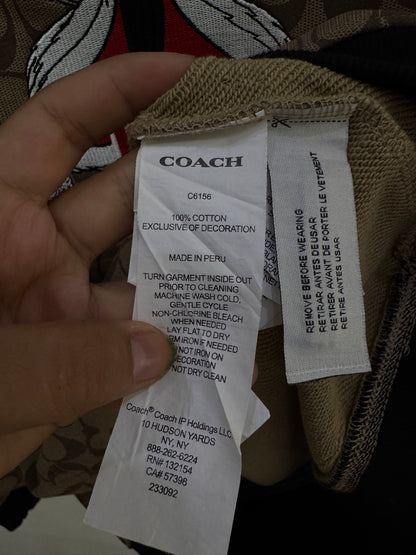 COACH
C6156
100% COTTON
EXCLUSIVE OF DECORATION
MADE IN PERU
TURN GARMENT INSIDE OUT
PRIOR TO CLEANING
MACHINE WASH COLD,
GENTLE CYCLE
NON-CHLORINE BLEACH
WHEN NEEDED
LAY FLAT TO DRY
IRON IF NEEDED
NOT IRON ON
DECORATION
NOT DRY CLEAN
Coach® Coach IP Holdings LLC
10 HUDSON YARDS
NY, NY
888-262-6224
RN# 132154
CA# 57398
233092
REMOVE BEFORE WEARING
RETIRAR ANTES DE USAR
RETIRER AVANT DE PORTER LE VETEMENT
RETIRE ANTES DE USAR